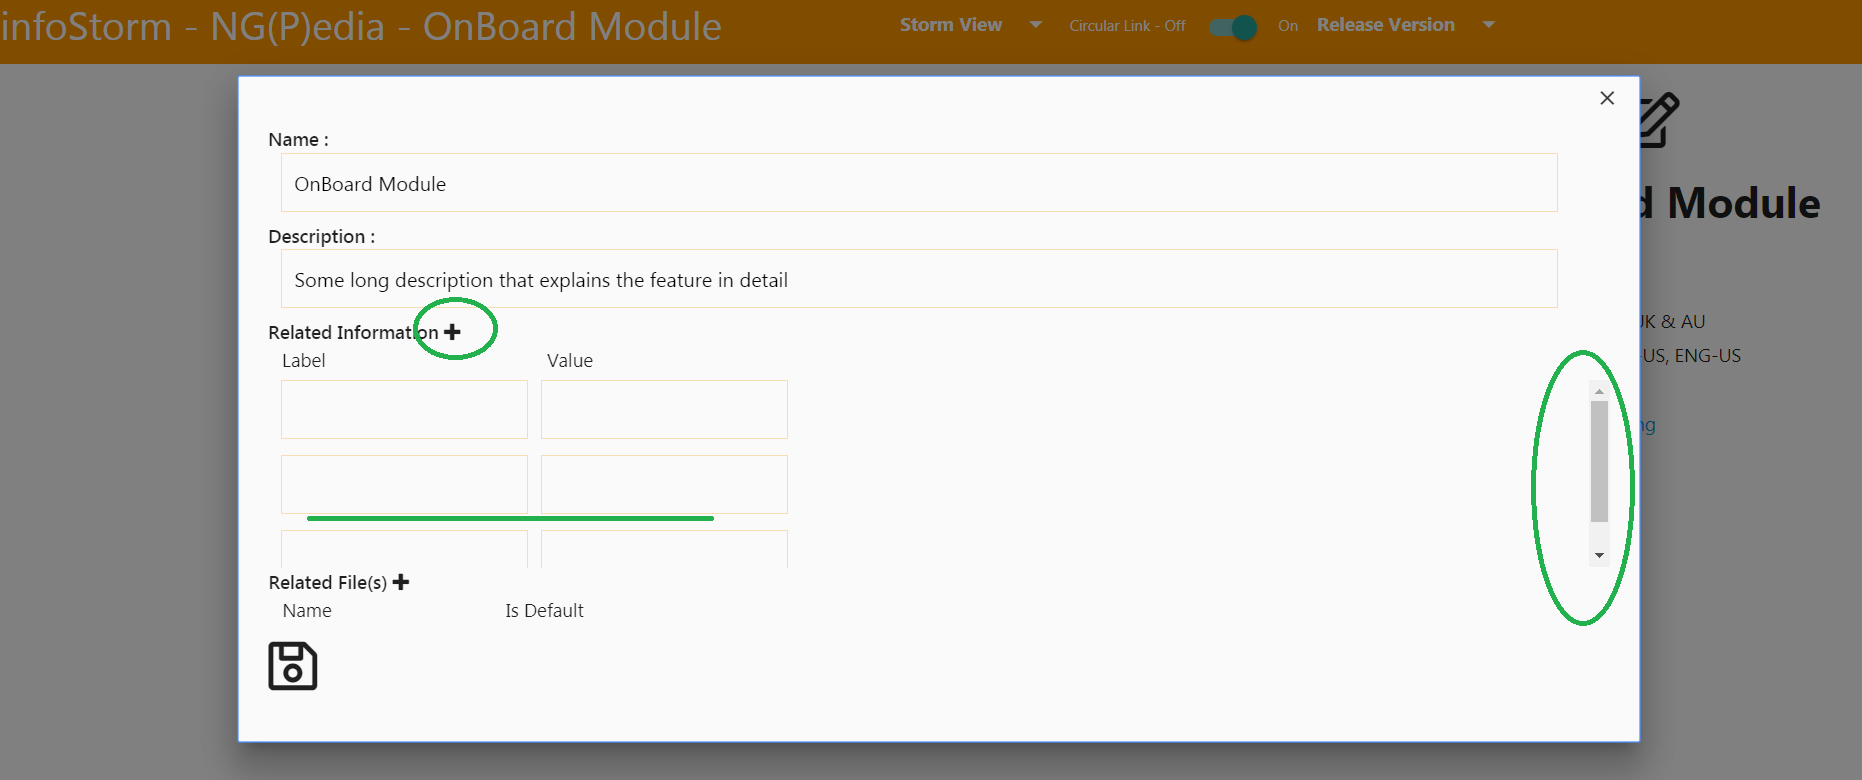 infoStorm - NG(P)edia - OnBoard Module
Storm View Circular Link - Off On Release Version
Name :
OnBoard Module
d Module
Description :
Some long description that explains the feature in detail
Related Information
UK & AU
Label Value
-US, ENG-US
ng
Related File(s)
Name Is Default